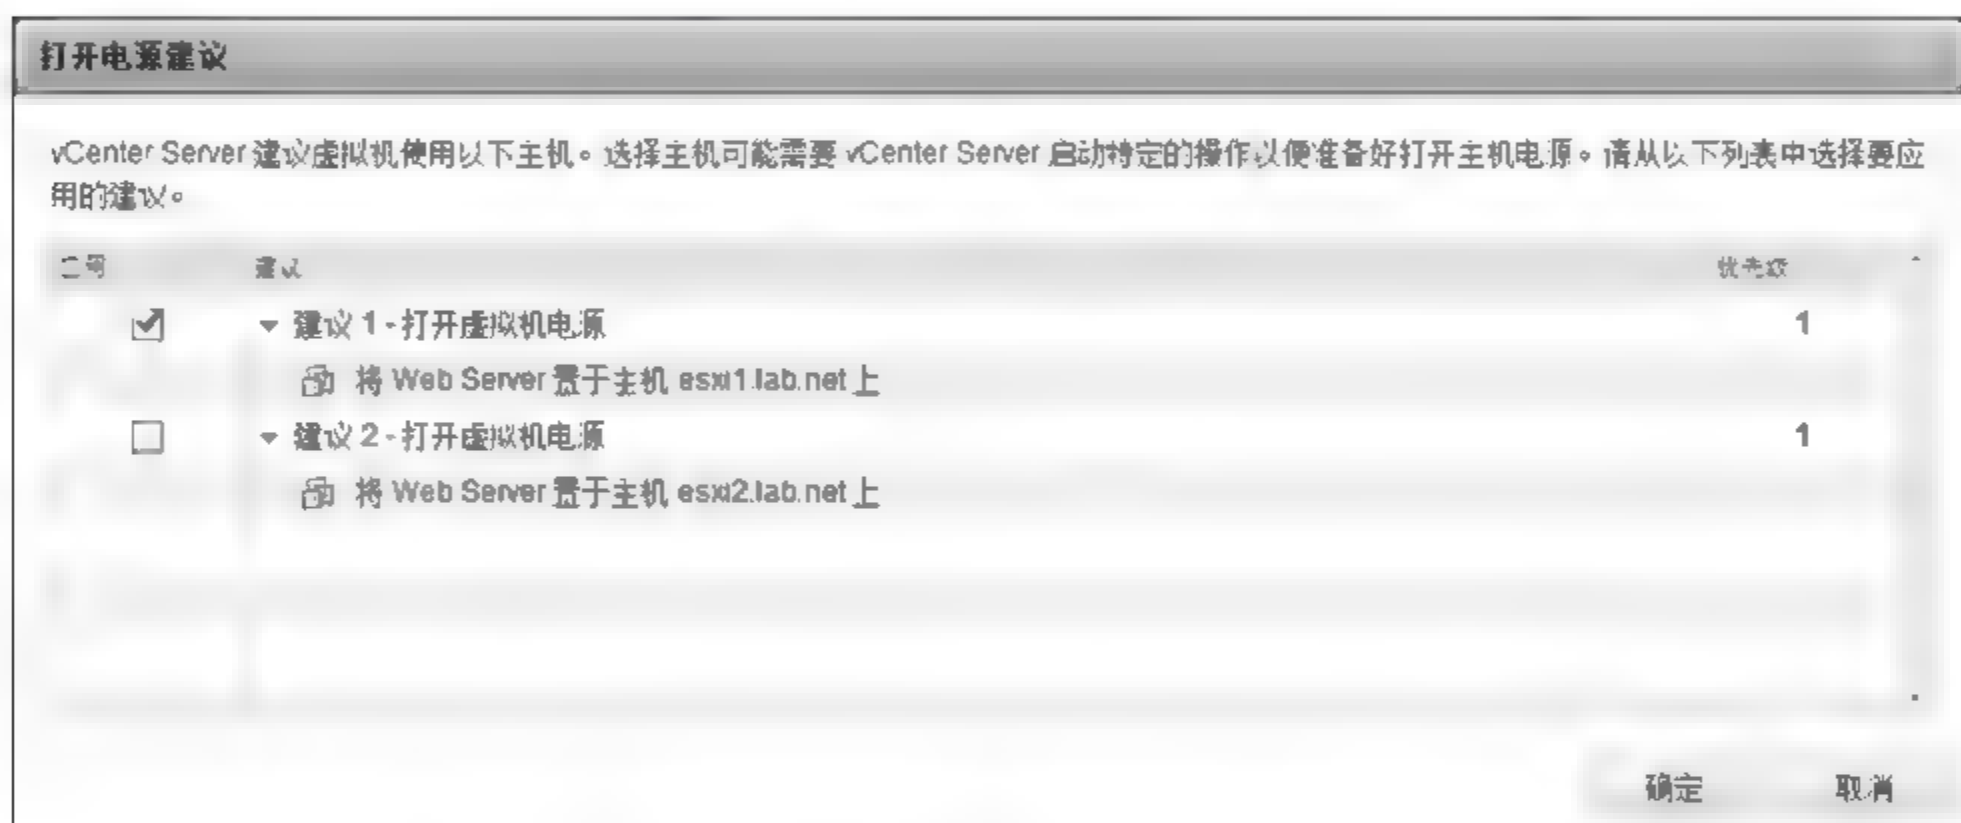 打开电源建议
vCenter Server 建议虚拟机使用以下主机。选择主机可能需要 vCenter Server 启动特定的操作以便准备好打开主机电源。请从以下列表中选择要应
用的建议。
建议 优先级
建议 1 - 打开虚拟机电源 1
将 Web Server 置于主机 esxi1.lab.net 上
建议 2 - 打开虚拟机电源 1
将 Web Server 置于主机 esxi2.lab.net 上
确定 取消